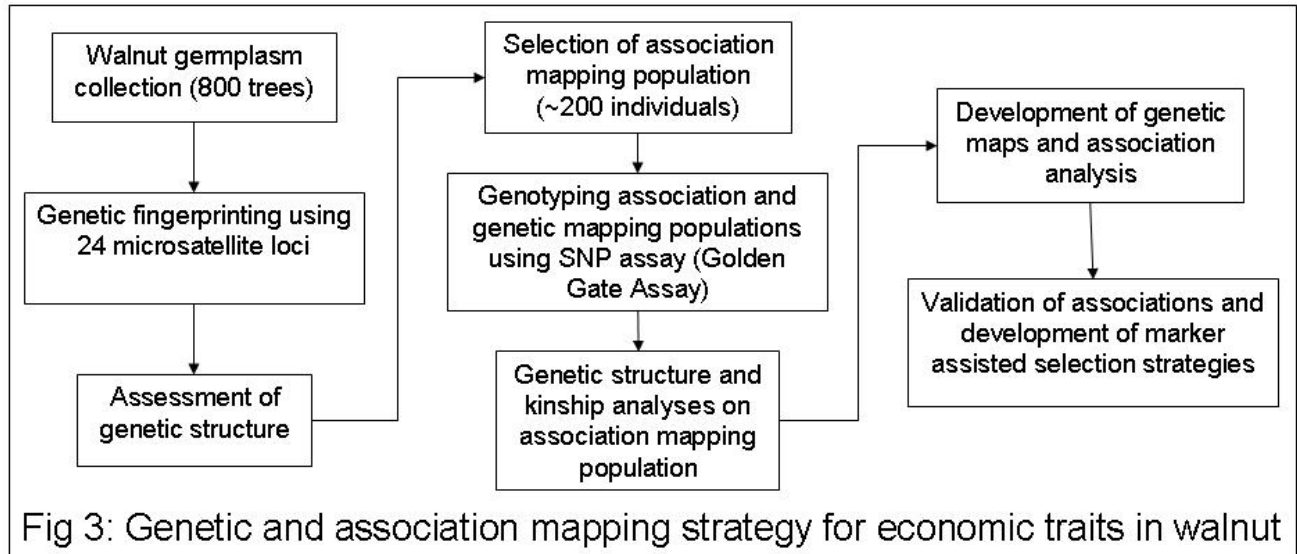 Walnut germplasm
collection (800 trees)
Genetic fingerprinting using
24 microsatellite loci
Assessment of
genetic structure
Selection of association
mapping population
(~200 individuals)
Genotyping association and
genetic mapping populations
using SNP assay (Golden
Gate Assay)
Genetic structure and
kinship analyses on
association mapping
population
Development of genetic
maps and association
analysis
Validation of associations and
development of marker
assisted selection strategies
Fig 3: Genetic and association mapping strategy for economic traits in walnut